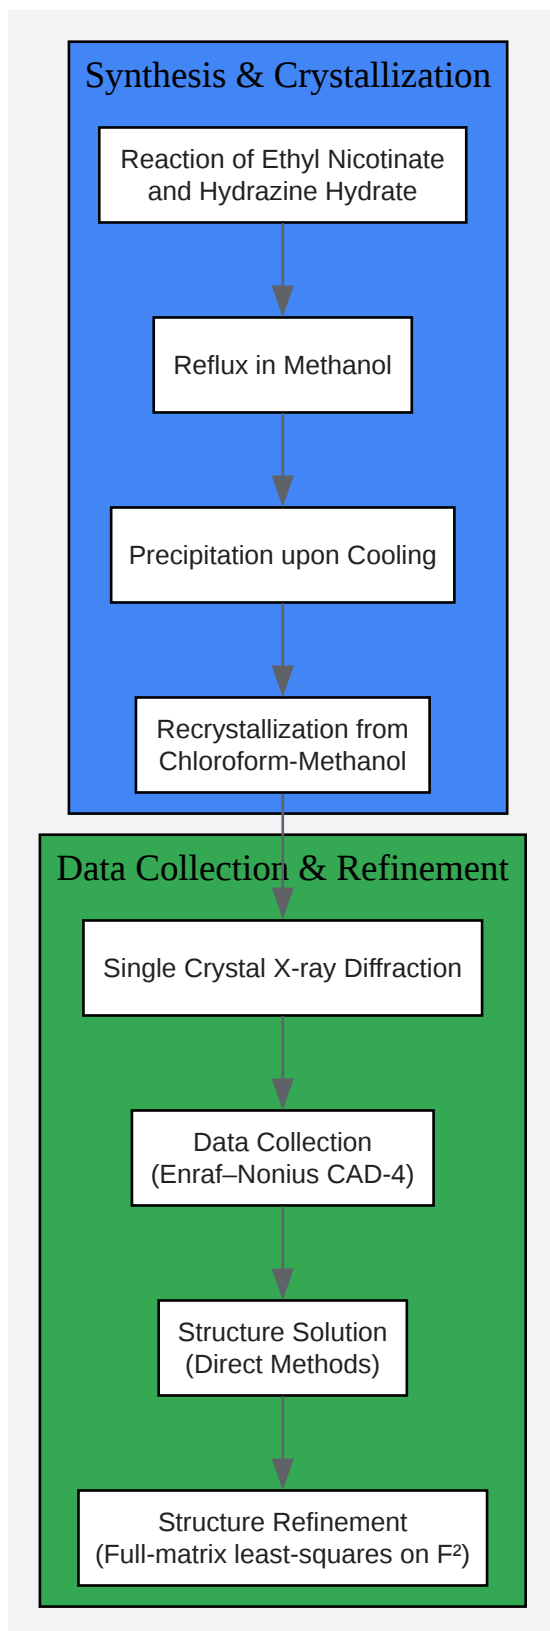 Synthesis & Crystallization
Reaction of Ethyl Nicotinate
and Hydrazine Hydrate
Reflux in Methanol
Precipitation upon Cooling
Recrystallization from
Chloroform-Methanol
Data Collection & Refinement
Single Crystal X-ray Diffraction
Data Collection
(Enraf–Nonius CAD-4)
Structure Solution
(Direct Methods)
Structure Refinement
(Full-matrix least-squares on F²)